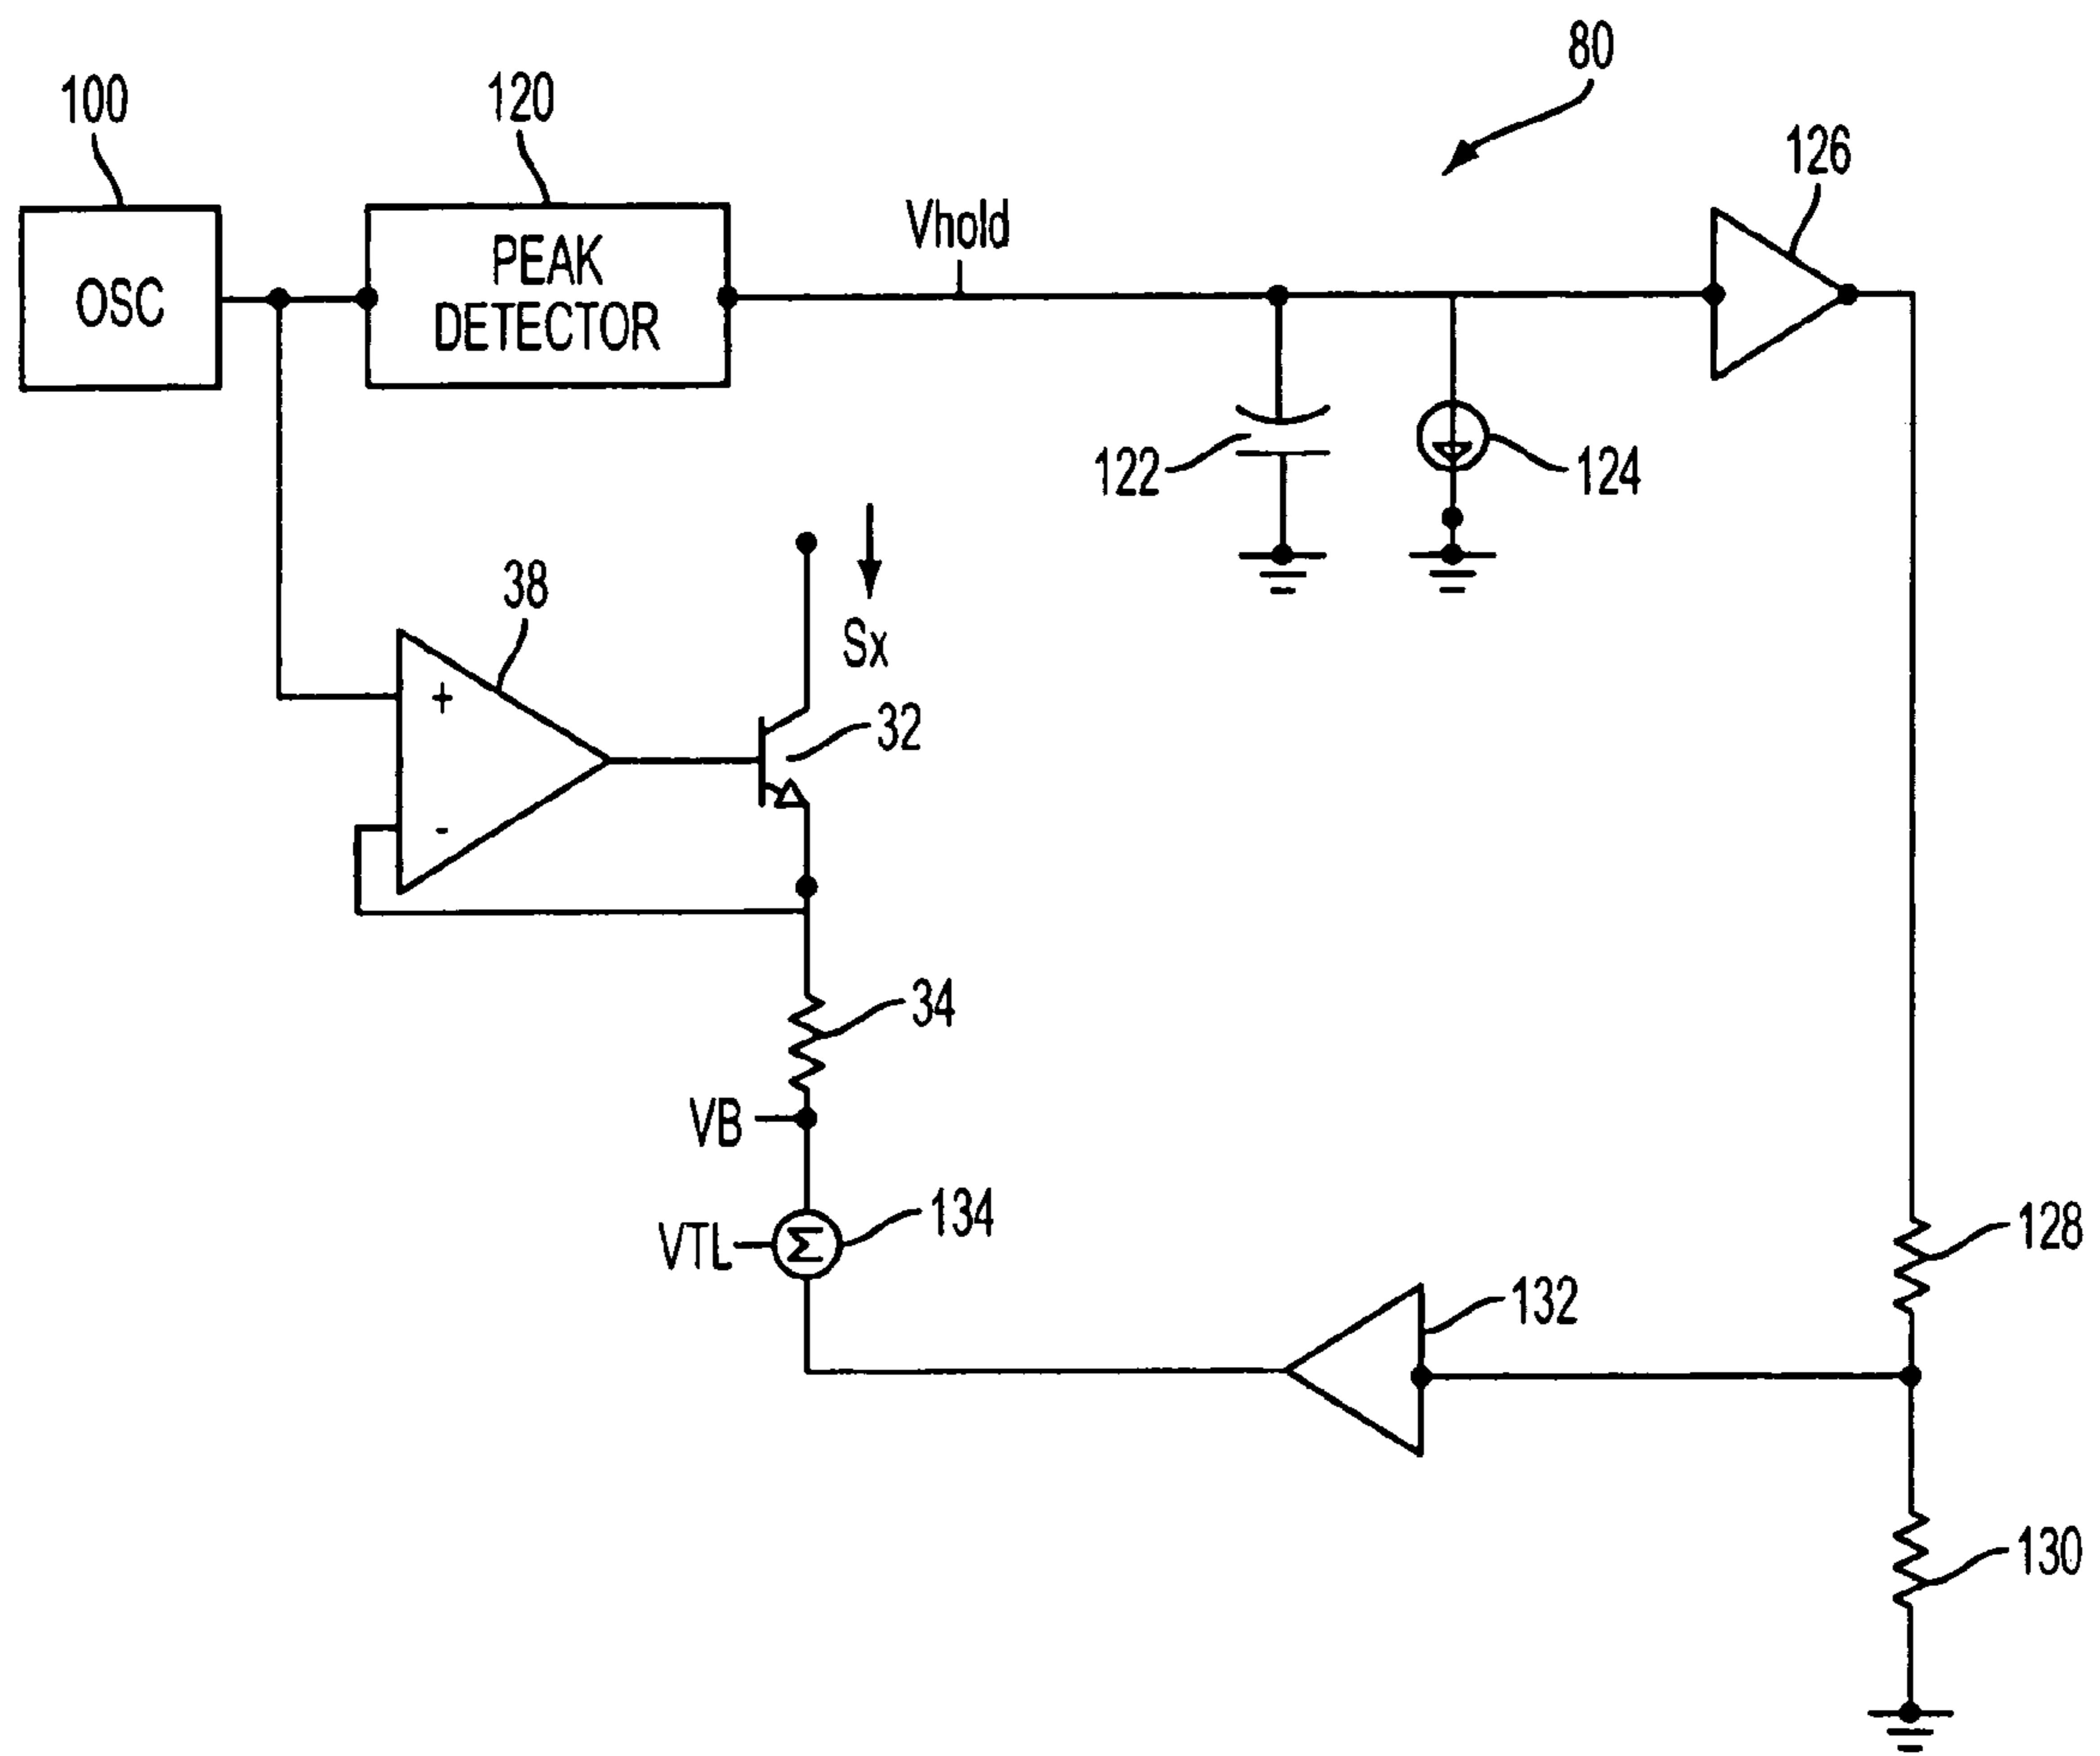 80
100
120
126
Vhold
OSC
PEAK
DETECTOR
122
124
38
Sx
+
32
-
34
VB
134
VTL
128
132
Σ
130